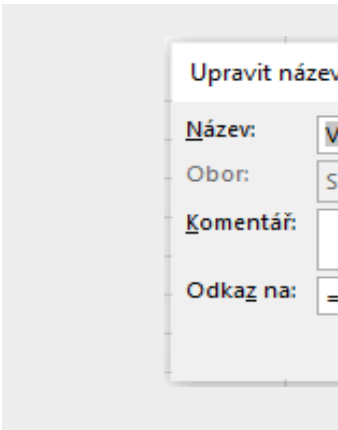 Upravit název
Název: V
Obor: S
Komentář:
Odkaz na: =